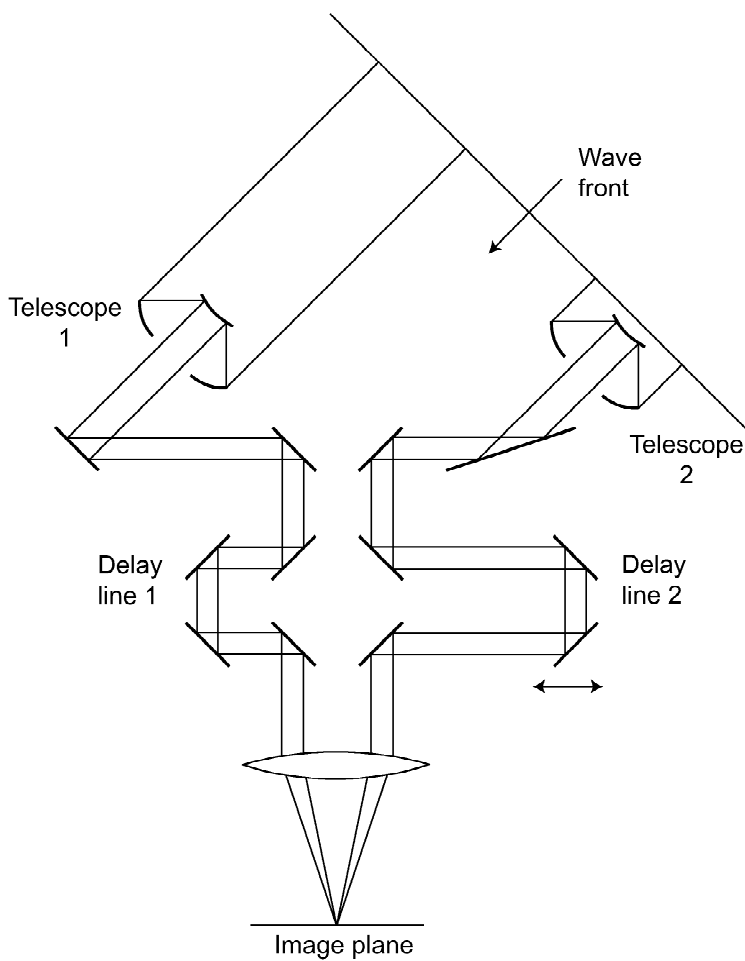 Wave
front
Telescope
1
Telescope
2
Delay
line 1
Delay
line 2
Image plane